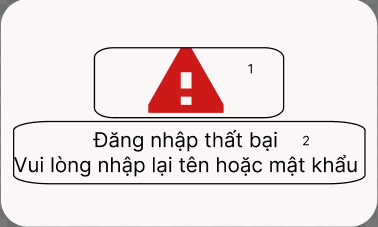 1
Đăng nhập thất bại 2
Vui lòng nhập lại tên hoặc mật khẩu